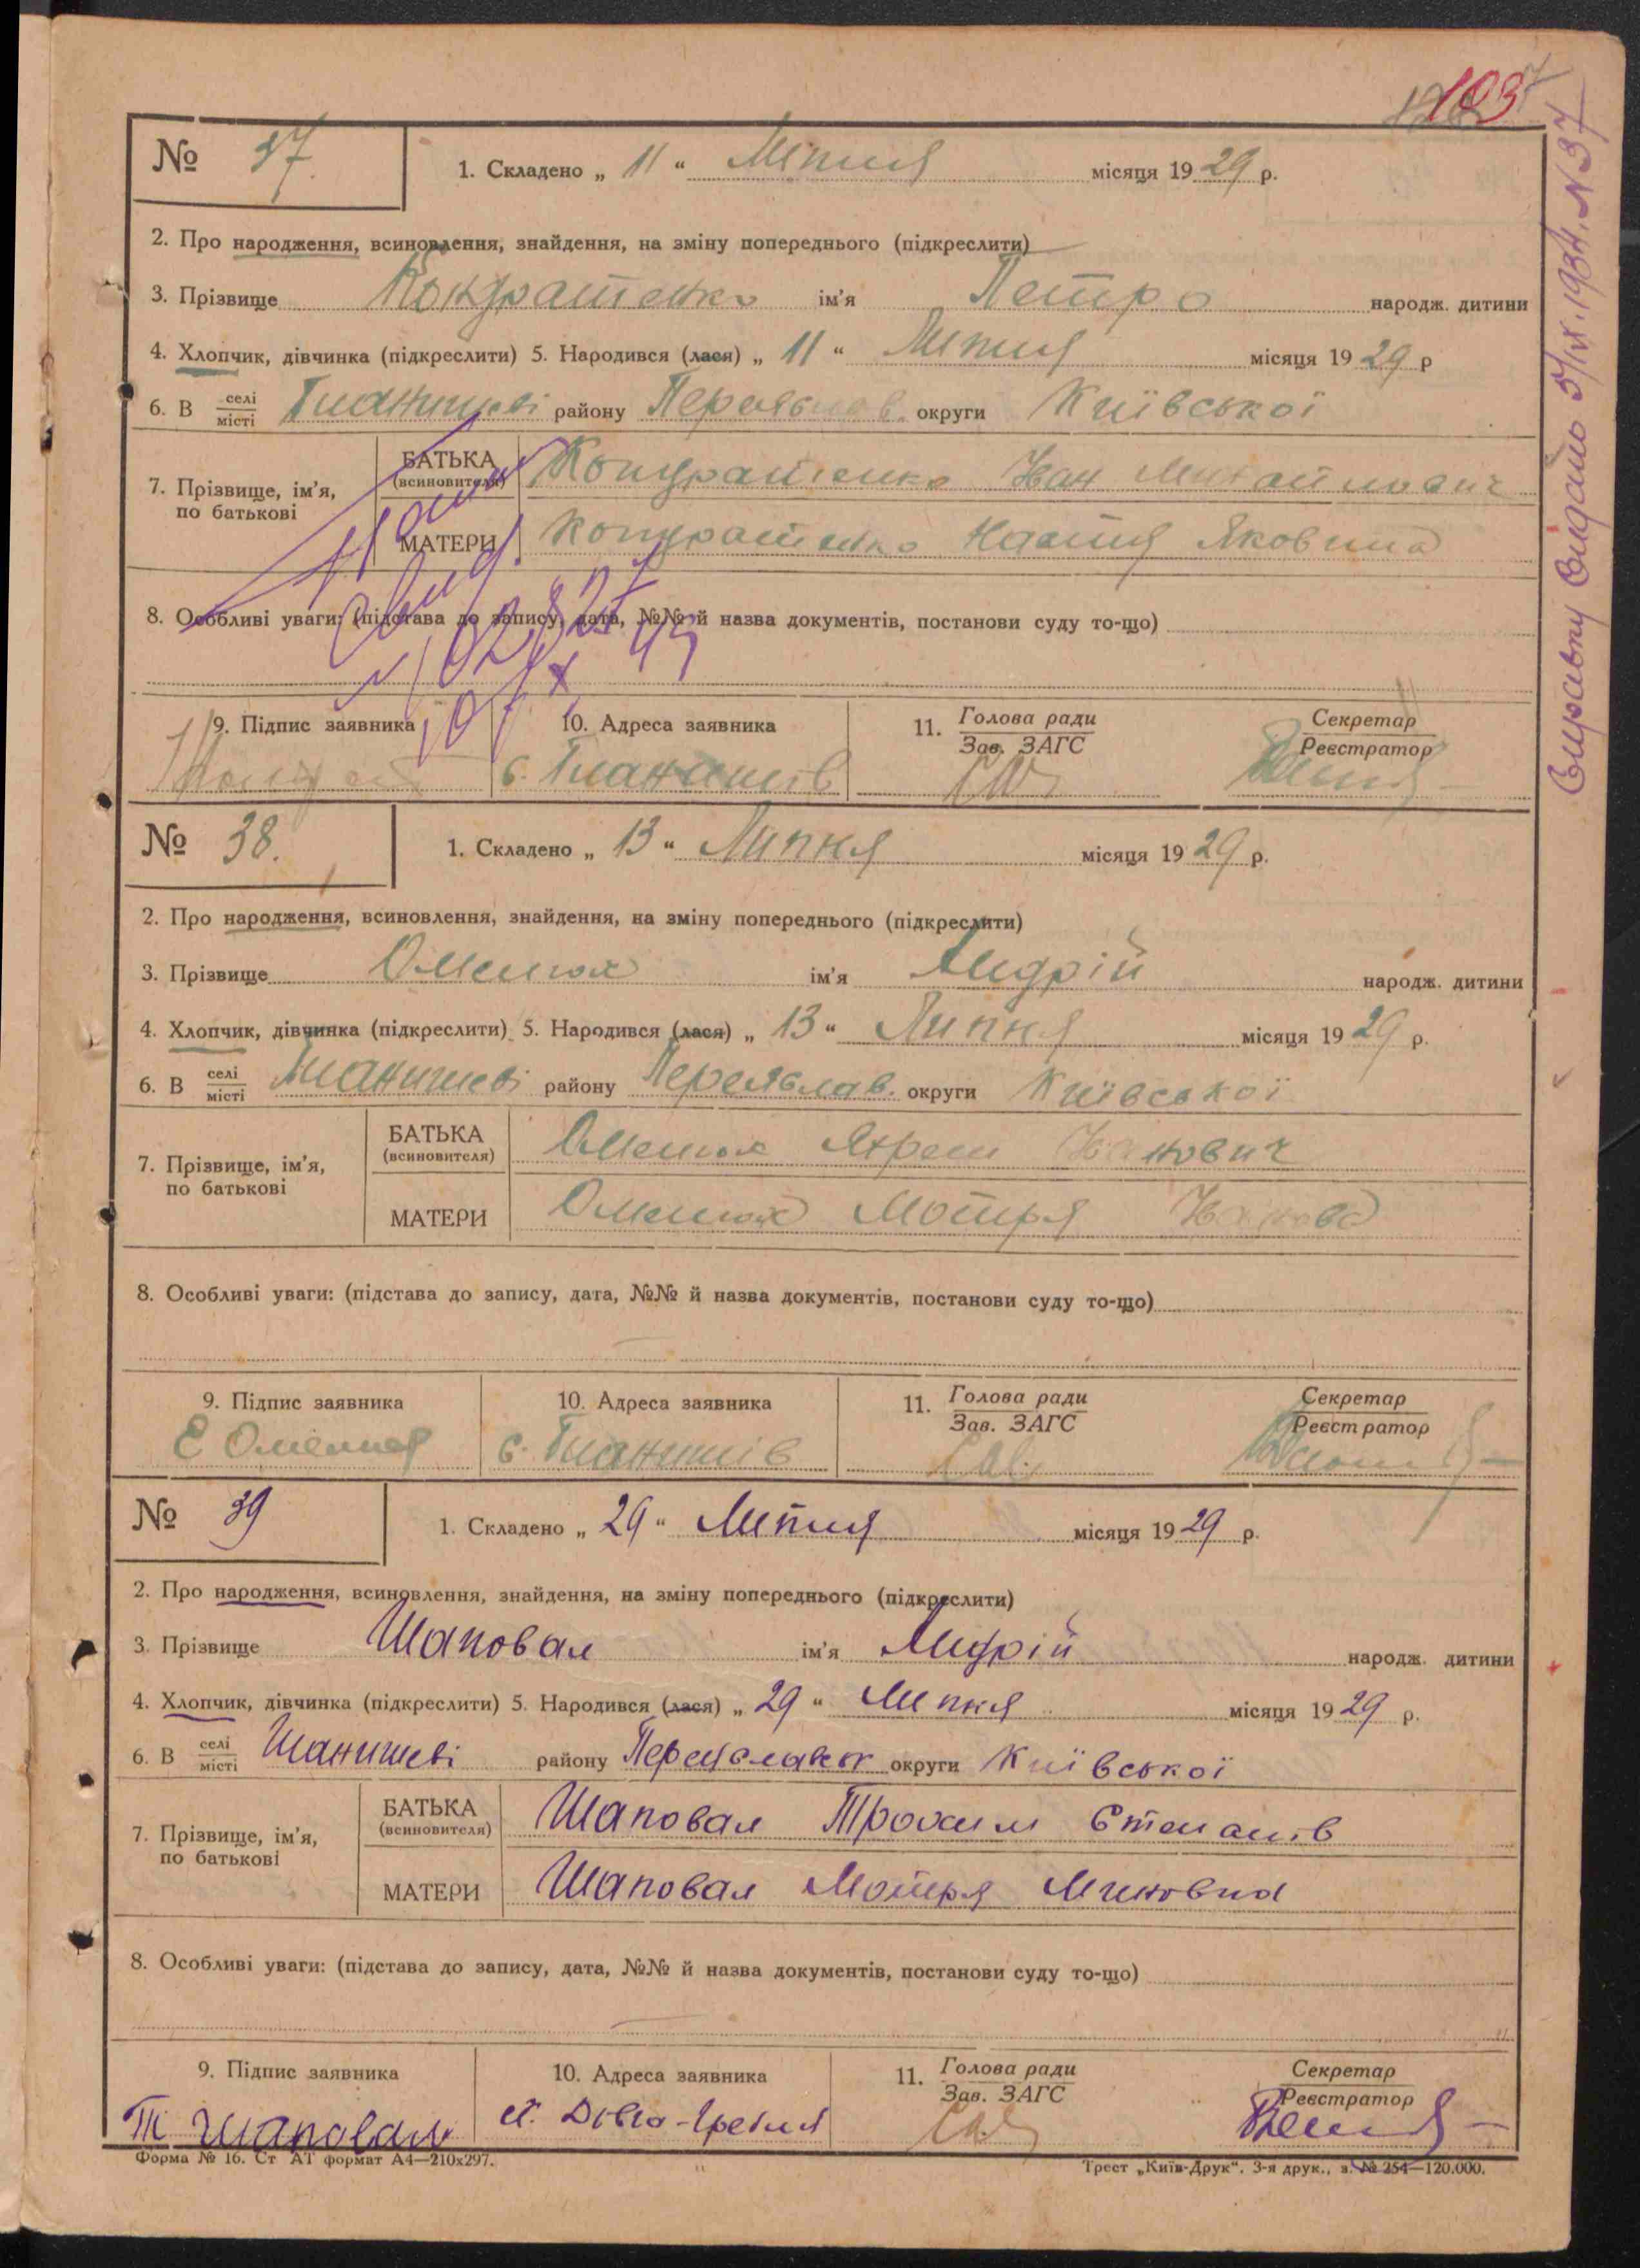 103
№ 37.
1. Складено „ 11 “ Липня місяця 1929 р.
2. Про народження, всиновлення, знайдення, на зміну попереднього (підкреслити)
3. Прізвище Кондратенко ім'я Петро народж. дитини
4. Хлопчик, дівчинка (підкреслити) 5. Народився (лася) „ 11 “ Липня місяця 1929 р
6. В селі місті району Переяслав. округи Київської
7. Прізвище, ім'я, по батькові
БАТЬКА (всиновителя) Кондратенко Іван Михайлович
МАТЕРИ Кондратенко Настя Яковина
8. Особливі уваги: (підстава до запису, дата, №№ й назва документів, постанови суду то-що)
9. Підпис заявника
10. Адреса заявника
с.
11. Голова ради Зав. ЗАГС
Секретар Реєстратор
Виправку видано 5/IX.1934. N 37
№ 38.
1. Складено „ 13 “ Липня місяця 1929 р.
2. Про народження, всиновлення, знайдення, на зміну попереднього (підкреслити)
3. Прізвище ім'я Андрій народж. дитини
4. Хлопчик, дівчинка (підкреслити) 5. Народився (лася) „ 13 “ Липня місяця 1929 р.
6. В селі місті району Переяслав. округи Київської
7. Прізвище, ім'я, по батькові
БАТЬКА (всиновителя) Іванович
МАТЕРИ Мотря
8. Особливі уваги: (підстава до запису, дата, №№ й назва документів, постанови суду то-що)
9. Підпис заявника
10. Адреса заявника
с.
11. Голова ради Зав. ЗАГС
Секретар Реєстратор
№ 39
1. Складено „ 29 “ Липня місяця 1929 р.
2. Про народження, всиновлення, знайдення, на зміну попереднього (підкреслити)
3. Прізвище Шаповал ім'я Андрій народж. дитини
4. Хлопчик, дівчинка (підкреслити) 5. Народився (лася) „ 29 “ Липня місяця 1929 р.
6. В селі місті району округи Київської
7. Прізвище, ім'я, по батькові
БАТЬКА (всиновителя) Шаповал Трохим Степанів
МАТЕРИ Шаповал Мотря
8. Особливі уваги: (підстава до запису, дата, №№ й назва документів, постанови суду то-що)
9. Підпис заявника
Т Шаповал
10. Адреса заявника
11. Голова ради Зав. ЗАГС
Секретар Реєстратор
Форма № 16. Ст АТ формат А4—210х297.
Трест „Київ-Друк“. 3-я друк., з. № 254—120.000.